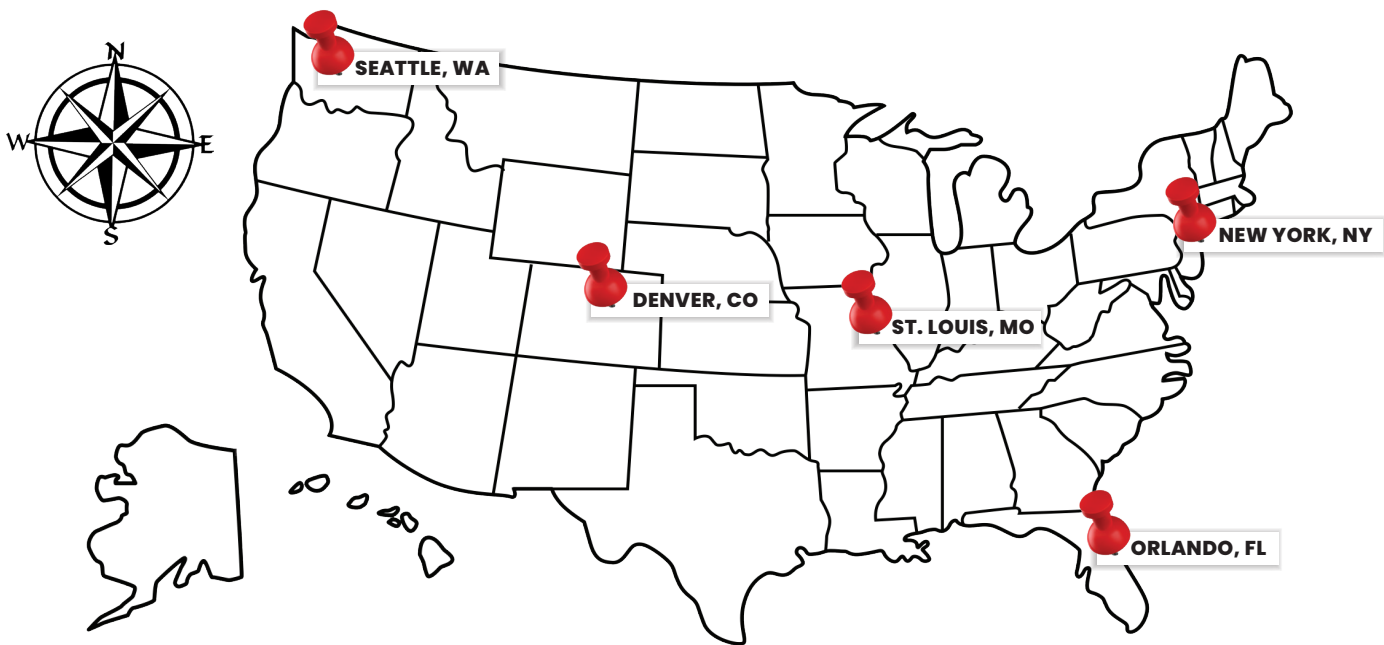 N
SEATTLE, WA
W
E
S
NEW YORK, NY
DENVER, CO
ST. LOUIS, MO
ORLANDO, FL